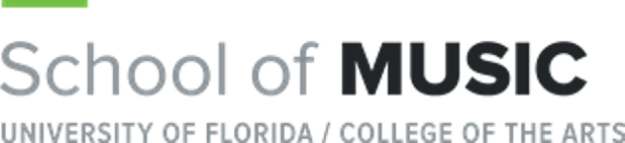 School of MUSIC
UNIVERSITY OF FLORIDA / COLLEGE OF THE ARTS